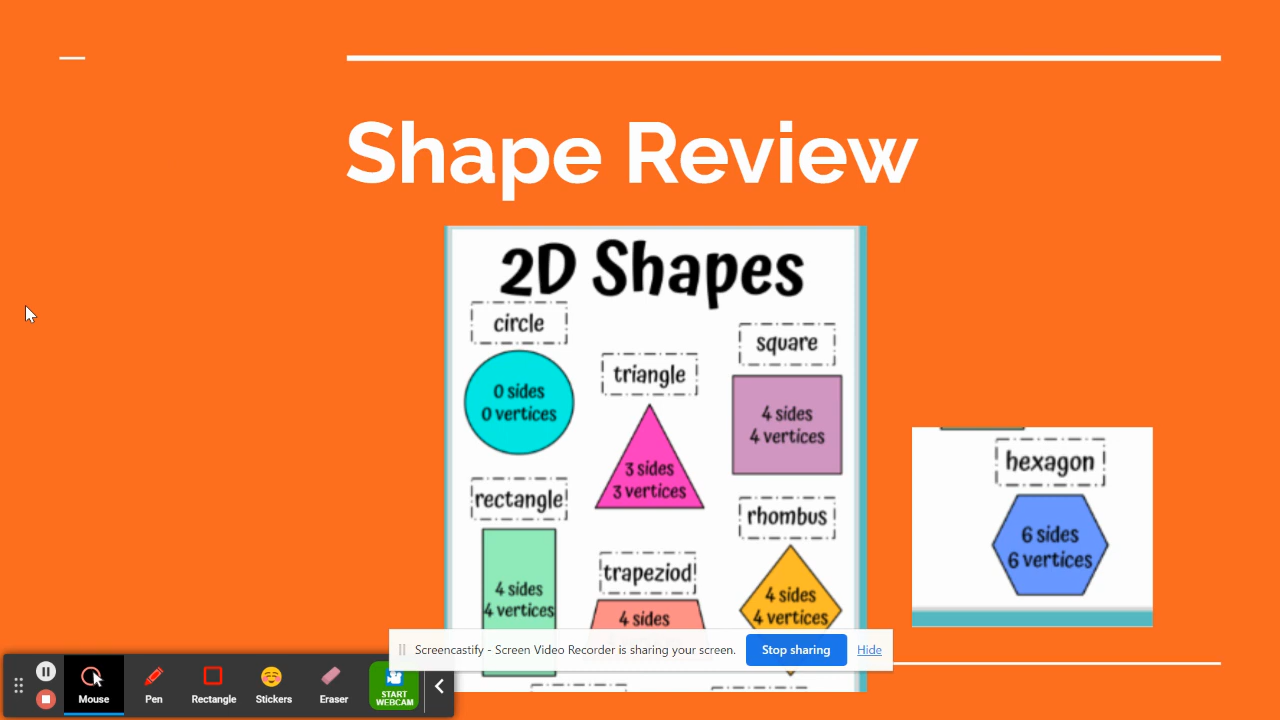 Shape Review
2D Shapes
circle
0 sides
0 vertices
triangle
3 sides
3 vertices
square
4 sides
4 vertices
rectangle
4 sides
4 vertices
trapeziod
4 sides
rhombus
4 sides
4 vertices
hexagon
6 sides
6 vertices
Screencastify - Screen Video Recorder is sharing your screen.
Stop sharing
Hide
Mouse
Pen
Rectangle
Stickers
Eraser
START
WEBCAM